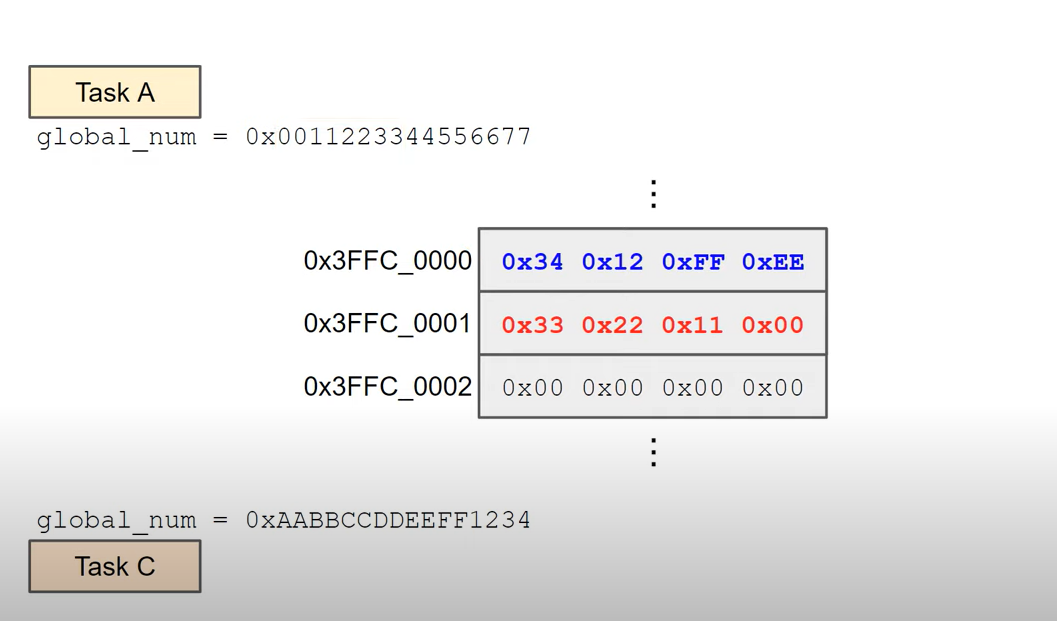 Task A
global_num = 0x0011223344556677
⋮
0x3FFC_0000 0x34 0x12 0xFF 0xEE
0x3FFC_0001 0x33 0x22 0x11 0x00
0x3FFC_0002 0x00 0x00 0x00 0x00
⋮
global_num = 0xAABBCCDDEEFF1234
Task C